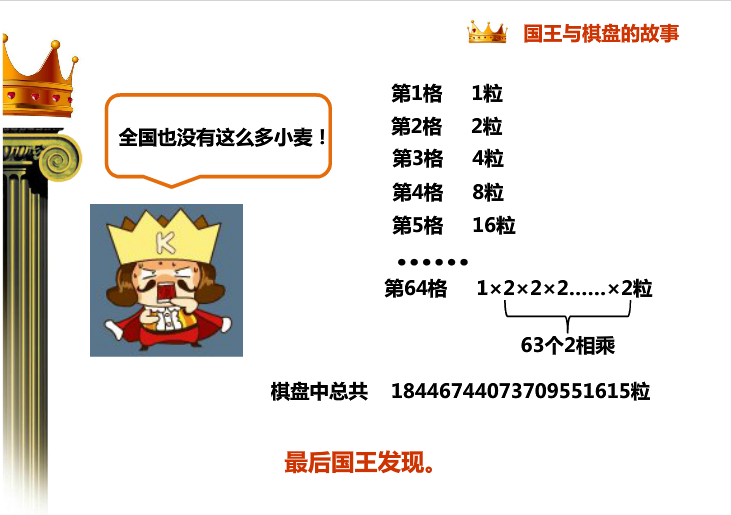 国王与棋盘的故事
全国也没有这么多小麦！
第1格 1粒
第2格 2粒
第3格 4粒
第4格 8粒
第5格 16粒
••••••
第64格 1×2×2×2……×2粒
63个2相乘
棋盘中总共 18446744073709551615粒
最后国王发现。
K